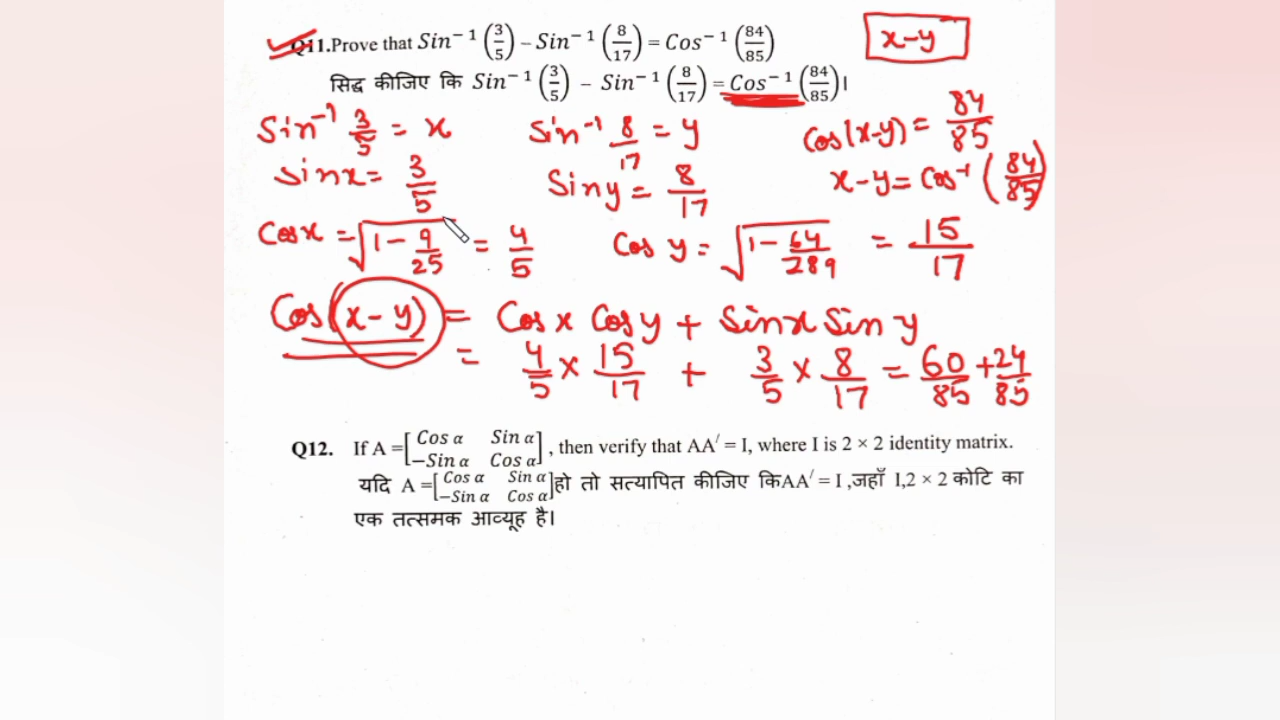 Q11.Prove that Sin⁻¹ (3/5) – Sin⁻¹ (8/17) = Cos⁻¹ (84/85)
x-y
सिद्ध कीजिए कि Sin⁻¹ (3/5) – Sin⁻¹ (8/17) = Cos⁻¹ (84/85)।
Sin⁻¹ 3/5 = x
Sin⁻¹ 8/17 = y
Cos(x-y) = 84/85
Sinx = 3/5
Siny = 8/17
x-y = Cos⁻¹ (84/85)
Cosx = √(1 - 9/25) = 4/5
Cos y = √(1 - 64/289) = 15/17
Cos(x-y) = Cosx Cosy + Sinx Siny
= 4/5 × 15/17 + 3/5 × 8/17 = 60/85 + 24/85
Q12. If A =[Cos α Sin α; −Sin α Cos α], then verify that AA′ = I, where I is 2 × 2 identity matrix.
यदि A =[Cos α Sin α; −Sin α Cos α]हो तो सत्यापित कीजिए किAA′ = I ,जहाँ I,2 × 2 कोटि का
एक तत्समक आव्यूह है।